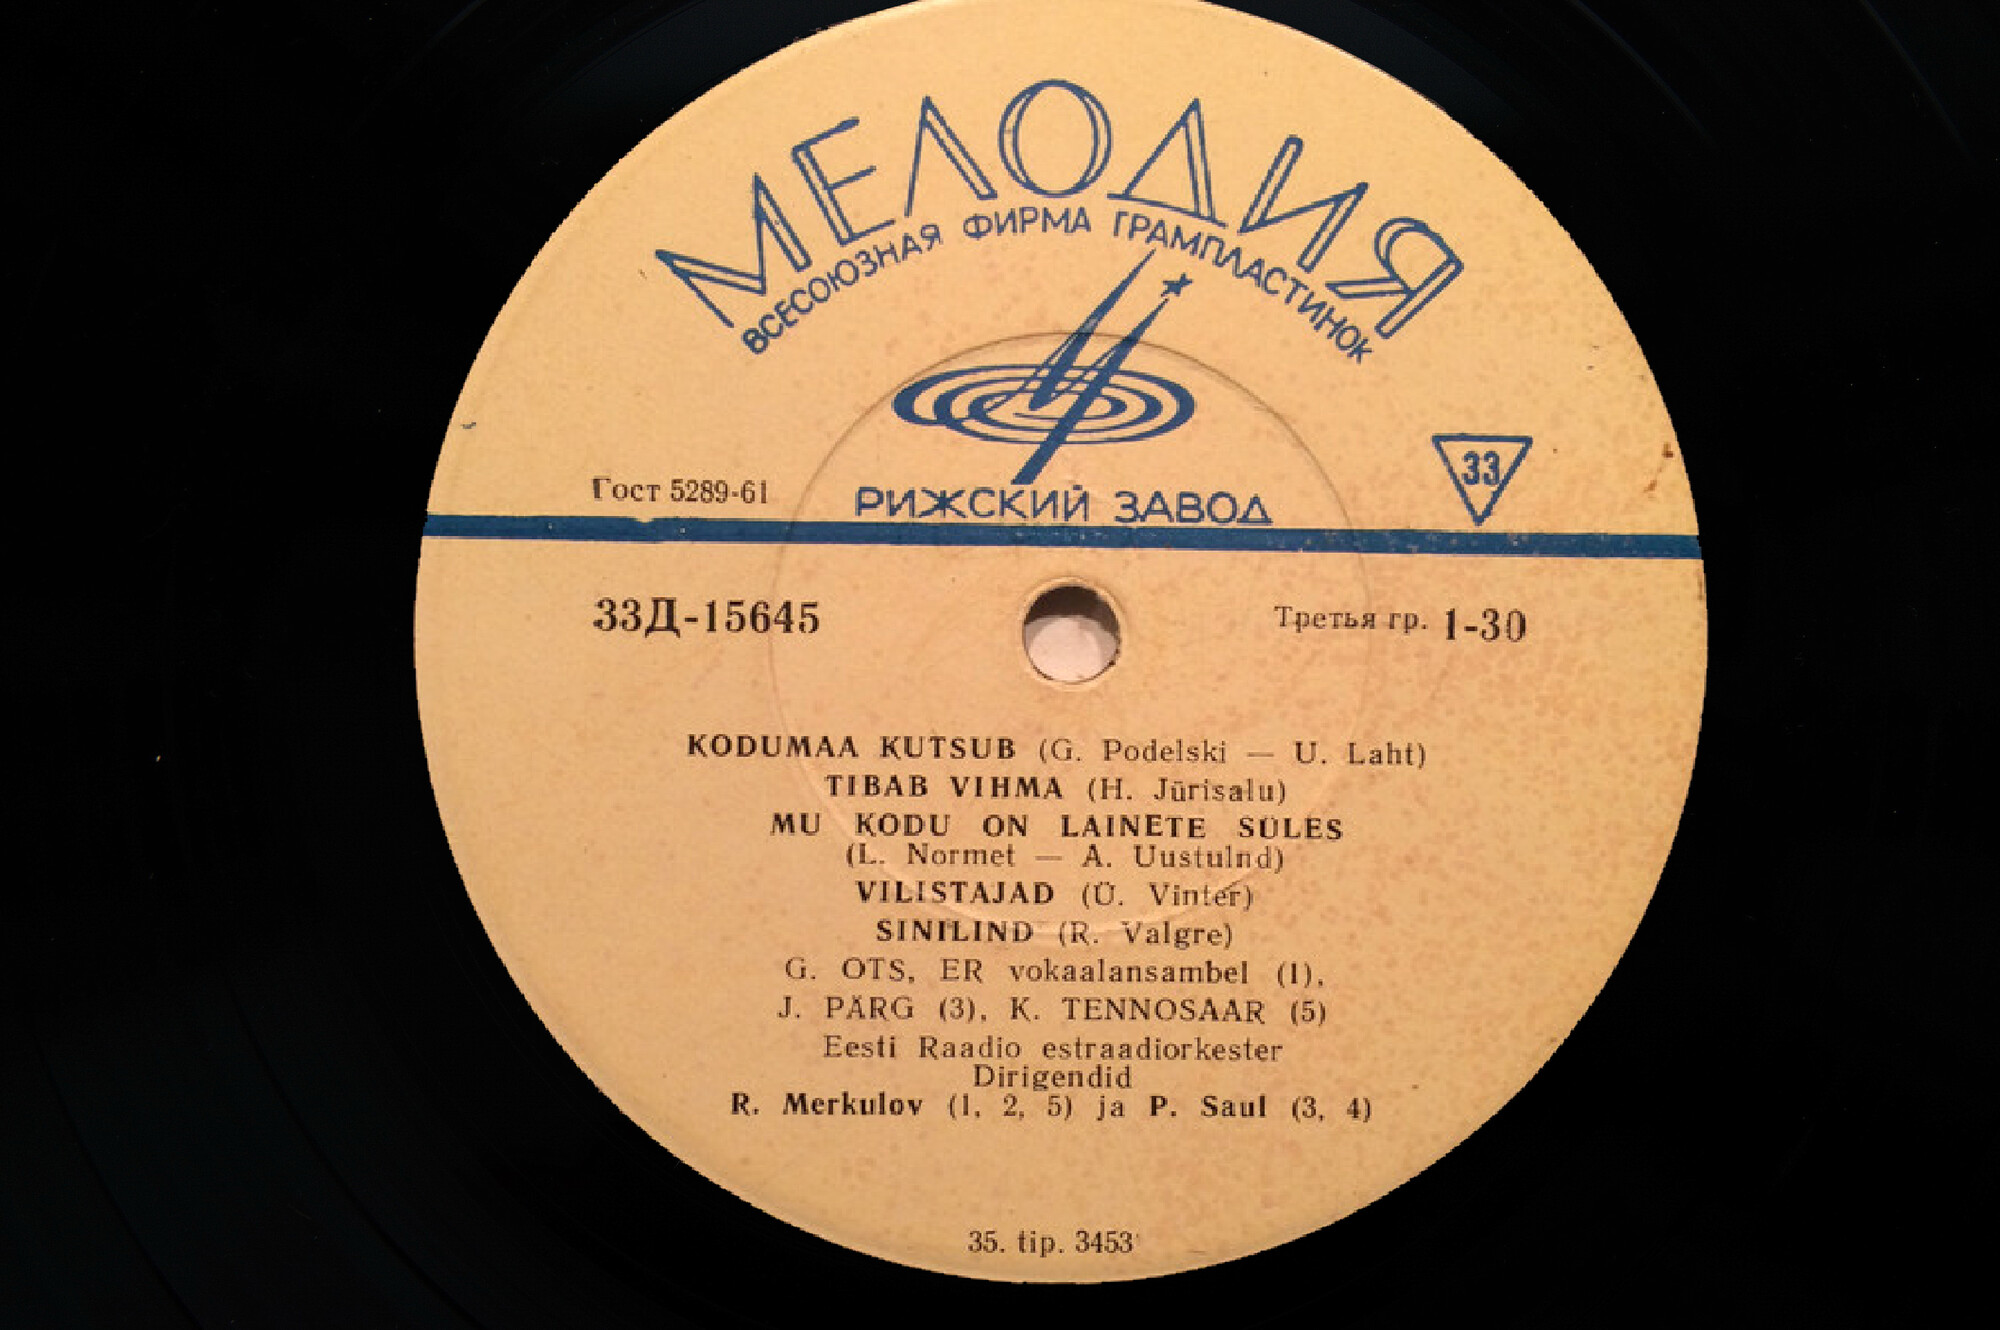 МЕЛОДИЯ
ВСЕСОЮЗНАЯ ФИРМА ГРАМПЛАСТИНОК
33
Гост 5289-61
РИЖСКИЙ ЗАВОД
33Д-15645
Третья гр. 1-30
KODUMAA KUTSUB (G. Podelski — U. Laht)
TIBAB VIHMA (H. Jürisalu)
MU KODU ON LAINETE SÜLES
(L. Normet — A. Uustulnd)
VILISTAJAD (Ü. Vinter)
SINILIND (R. Valgre)
G. OTS, ER vokaalansambel (1),
J. PÄRG (3), K. TENNOSAAR (5)
Eesti Raadio estraadiorkester
Dirigendid
R. Merkulov (1, 2, 5) ja P. Saul (3, 4)
35. tip. 3453